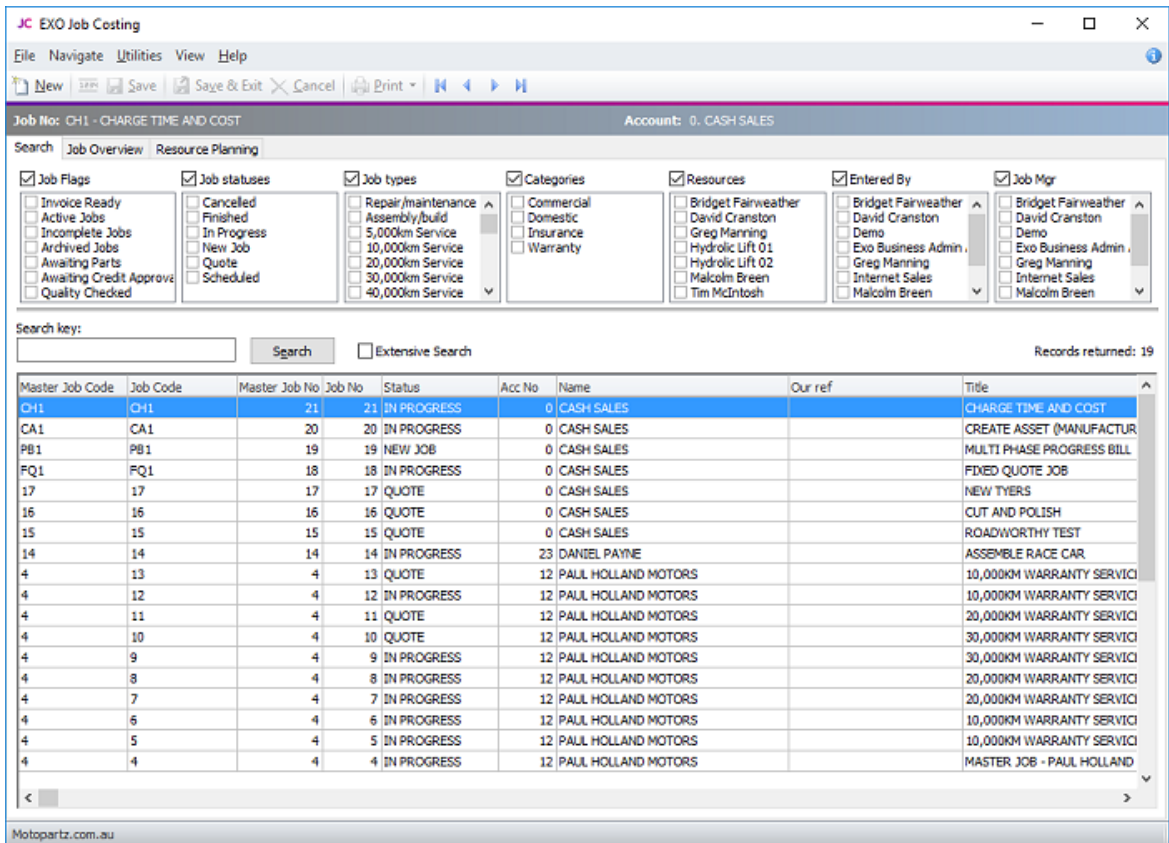 JC EXO Job Costing
File Navigate Utilities View Help
New Save Save & Exit Cancel Print
Job No: CH1 - CHARGE TIME AND COST Account: 0. CASH SALES
Search Job Overview Resource Planning
Job Flags Job statuses Job types Categories Resources Entered By Job Mgr
Invoice Ready Cancelled Repair/maintenance Commercial Bridget Fairweather Bridget Fairweather Bridget Fairweather
Active Jobs Finished Assembly/build Domestic David Cranston David Cranston David Cranston
Incomplete Jobs In Progress 5,000km Service Insurance Greg Manning Demo Demo
Archived Jobs New Job 10,000km Service Warranty Hydrolic Lift 01 Exo Business Admin Exo Business Admin
Awaiting Parts Quote 20,000km Service Hydrolic Lift 02 Greg Manning Greg Manning
Awaiting Credit Approva Scheduled 30,000km Service Malcolm Breen Internet Sales Internet Sales
Quality Checked 40,000km Service Tim McIntosh Malcolm Breen Malcolm Breen
Search key:
Search Extensive Search Records returned: 19
Master Job Code Job Code Master Job No Job No Status Acc No Name Our ref Title
CH1 CH1 21 21 IN PROGRESS 0 CASH SALES CHARGE TIME AND COST
CA1 CA1 20 20 IN PROGRESS 0 CASH SALES CREATE ASSET (MANUFACTUR
PB1 PB1 19 19 NEW JOB 0 CASH SALES MULTI PHASE PROGRESS BILL
FQ1 FQ1 18 18 IN PROGRESS 0 CASH SALES FIXED QUOTE JOB
17 17 17 17 QUOTE 0 CASH SALES NEW TYERS
16 16 16 16 QUOTE 0 CASH SALES CUT AND POLISH
15 15 15 15 QUOTE 0 CASH SALES ROADWORTHY TEST
14 14 14 14 IN PROGRESS 23 DANIEL PAYNE ASSEMBLE RACE CAR
4 13 4 13 QUOTE 12 PAUL HOLLAND MOTORS 10,000KM WARRANTY SERVICI
4 12 4 12 IN PROGRESS 12 PAUL HOLLAND MOTORS 10,000KM WARRANTY SERVICI
4 11 4 11 QUOTE 12 PAUL HOLLAND MOTORS 20,000KM WARRANTY SERVICI
4 10 4 10 QUOTE 12 PAUL HOLLAND MOTORS 30,000KM WARRANTY SERVICI
4 9 4 9 IN PROGRESS 12 PAUL HOLLAND MOTORS 30,000KM WARRANTY SERVICI
4 8 4 8 IN PROGRESS 12 PAUL HOLLAND MOTORS 20,000KM WARRANTY SERVICI
4 7 4 7 IN PROGRESS 12 PAUL HOLLAND MOTORS 20,000KM WARRANTY SERVICI
4 6 4 6 IN PROGRESS 12 PAUL HOLLAND MOTORS 10,000KM WARRANTY SERVICI
4 5 4 5 IN PROGRESS 12 PAUL HOLLAND MOTORS 10,000KM WARRANTY SERVICI
4 4 4 4 IN PROGRESS 12 PAUL HOLLAND MOTORS MASTER JOB - PAUL HOLLAND
Motopartz.com.au